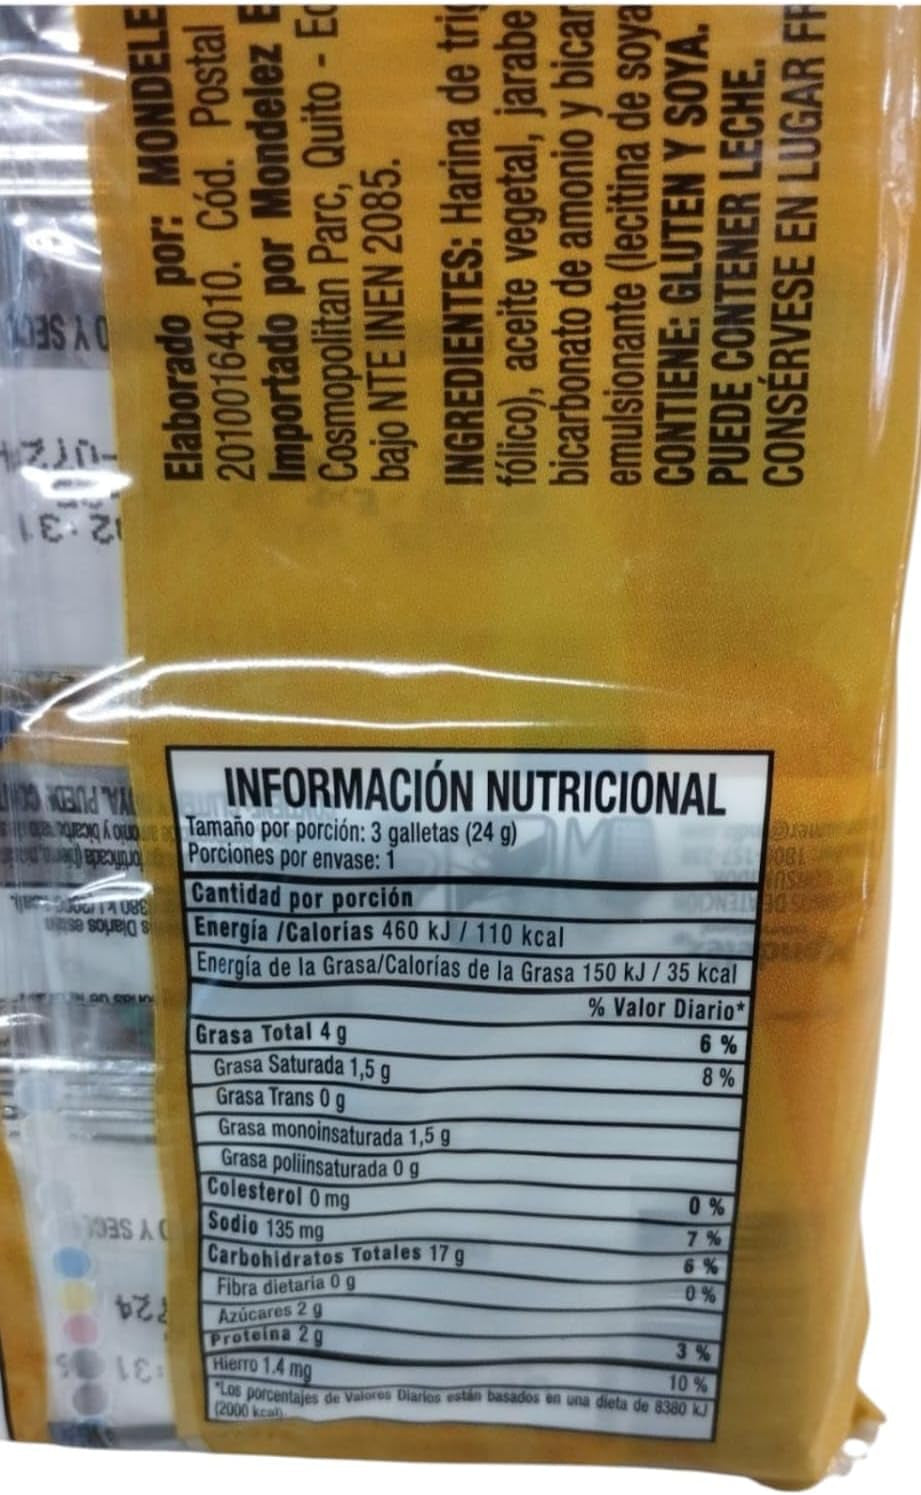 Elaborado por: MONDELE
20100164010. Cód. Postal
Importado por Mondelez E
Cosmopolitan Parc, Quito - Ec
bajo NTE INEN 2085.
INGREDIENTES: Harina de trig
fólico), aceite vegetal, jarabe
bicarbonato de amonio y bicar
emulsionante (lecitina de soya
CONTIENE: GLUTEN Y SOYA.
PUEDE CONTENER LECHE.
CONSÉRVESE EN LUGAR FR
INFORMACIÓN NUTRICIONAL
Tamaño por porción: 3 galletas (24 g)
Porciones por envase: 1
Cantidad por porción
Energía /Calorías 460 kJ / 110 kcal
Energía de la Grasa/Calorías de la Grasa 150 kJ / 35 kcal
% Valor Diario*
Grasa Total 4 g 6 %
Grasa Saturada 1,5 g 8 %
Grasa Trans 0 g
Grasa monoinsaturada 1,5 g
Grasa poliinsaturada 0 g
Colesterol 0 mg 0 %
Sodio 135 mg 7 %
Carbohidratos Totales 17 g 6 %
Fibra dietaria 0 g 0 %
Azúcares 2 g
Proteína 2 g 3 %
Hierro 1.4 mg 10 %
*Los porcentajes de Valores Diarios están basados en una dieta de 8380 kJ
(2000 kcal).